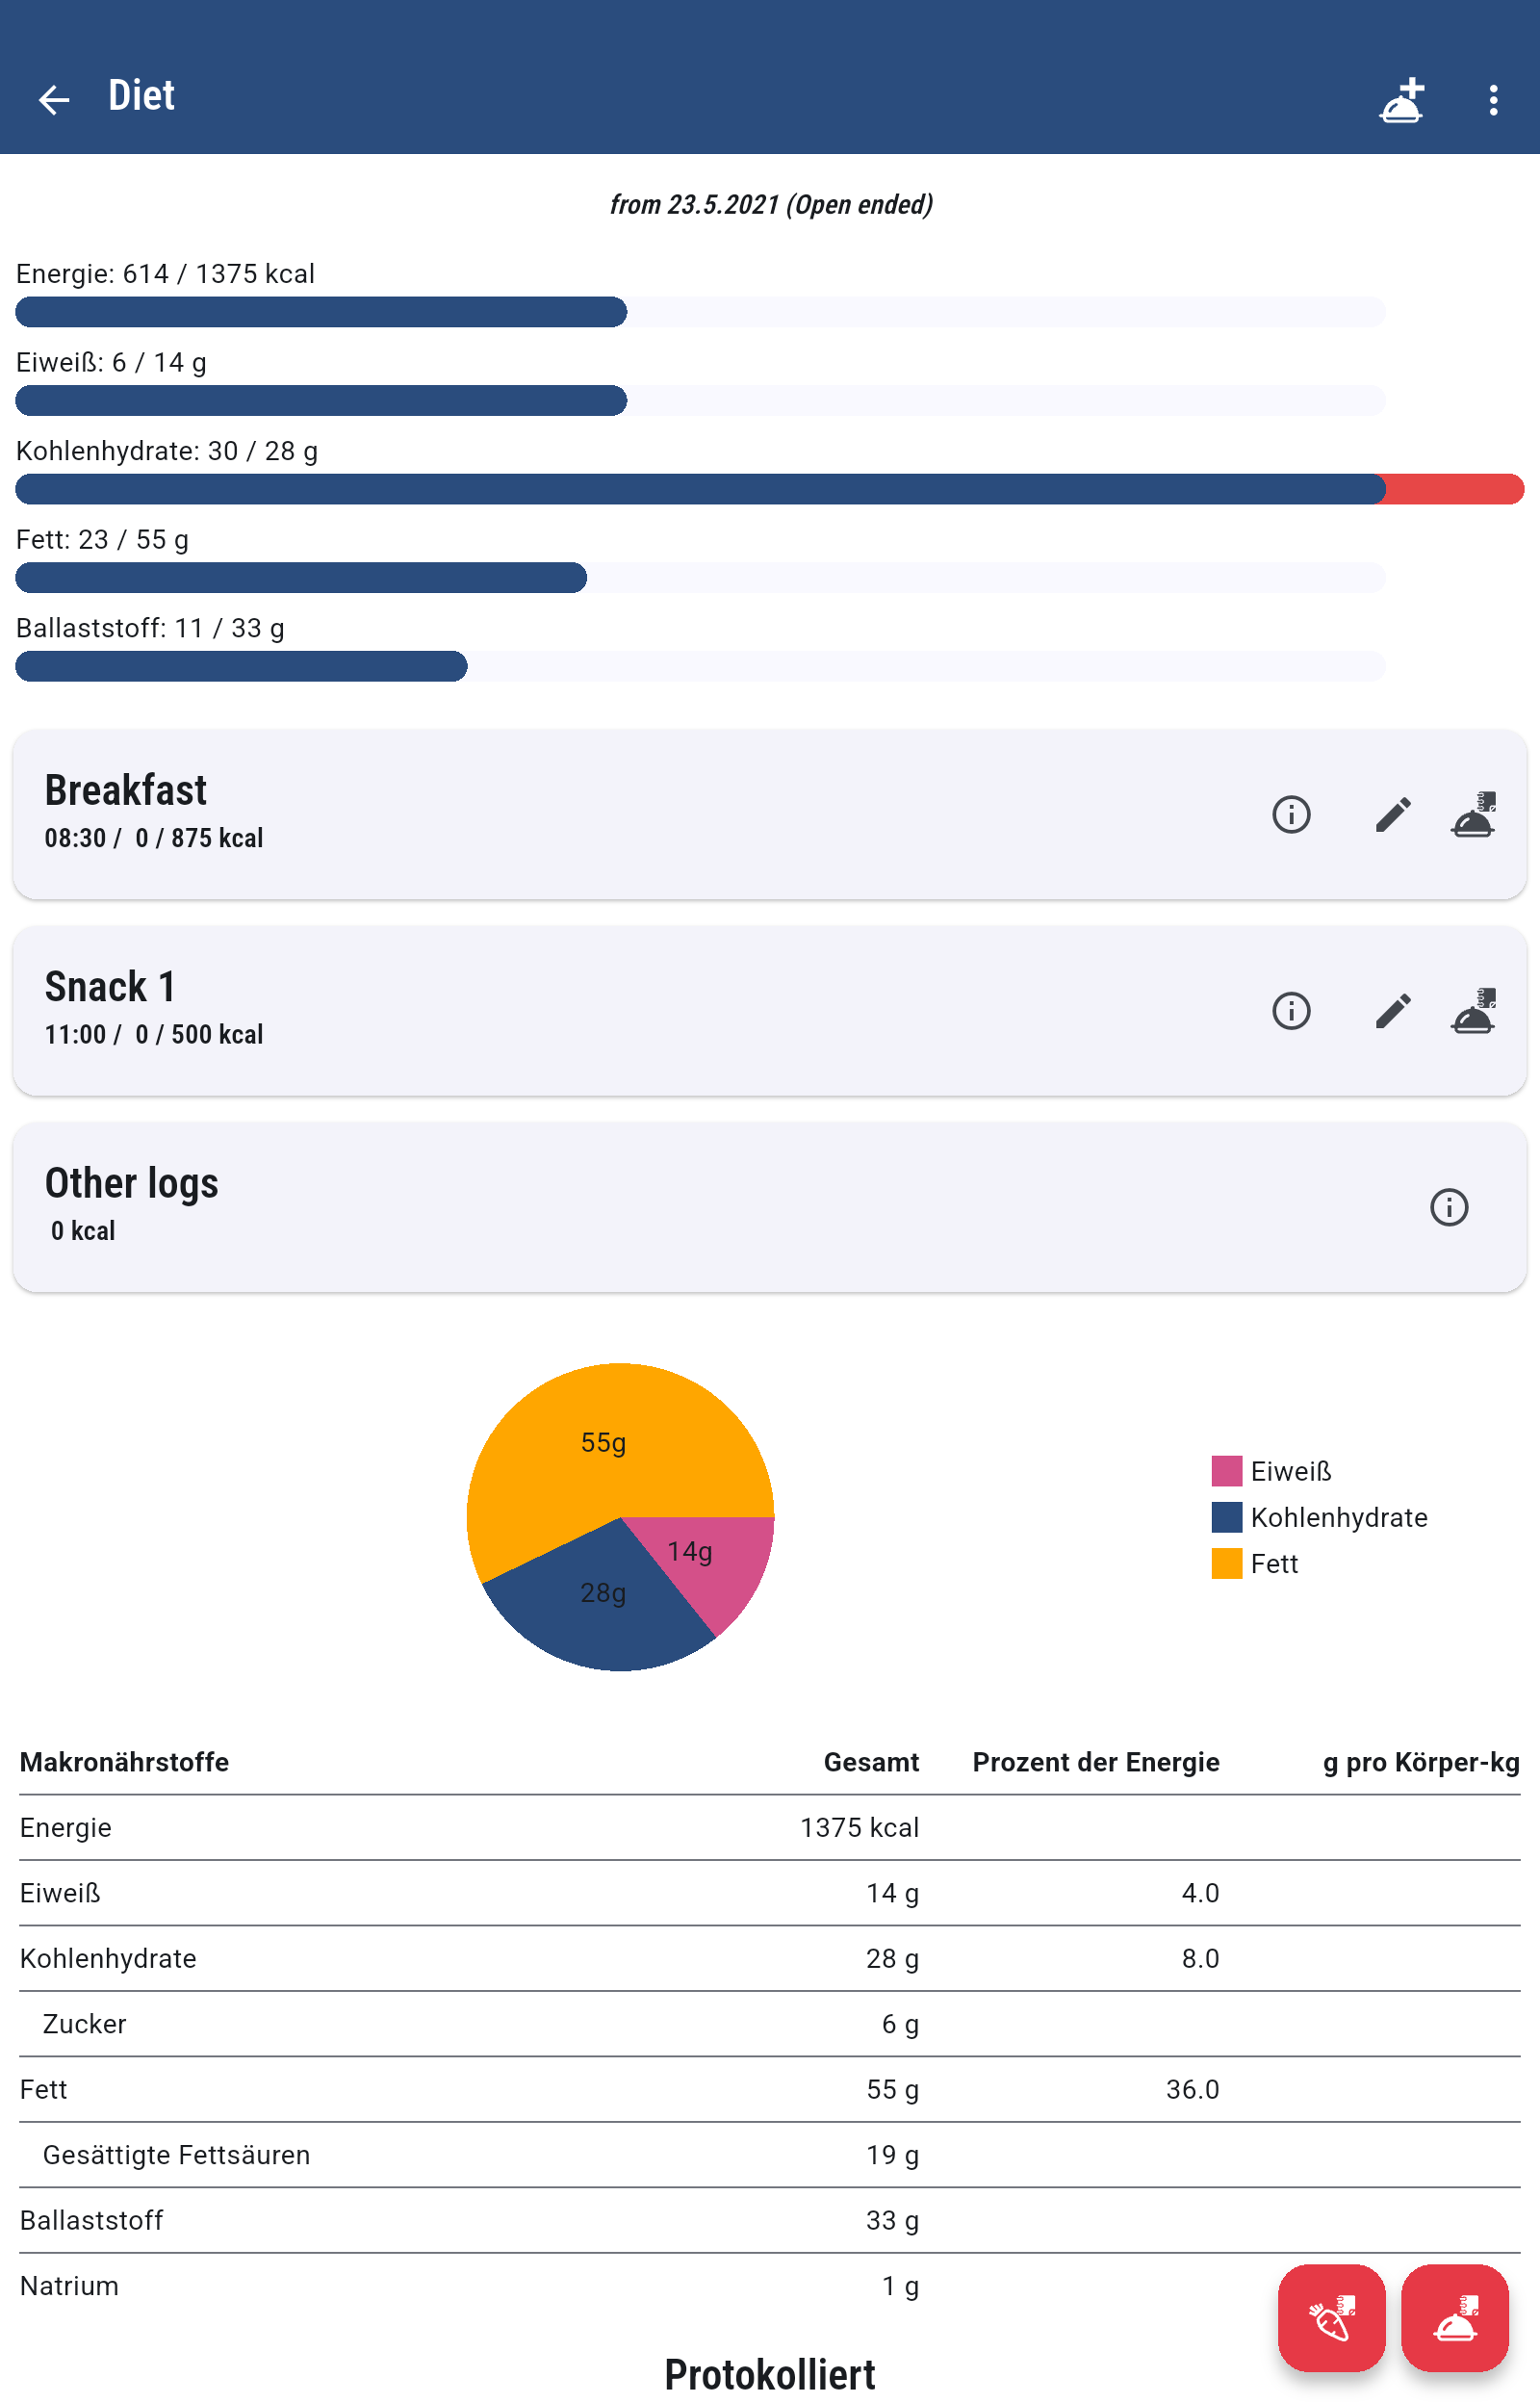 Diet
from 23.5.2021 (Open ended)
Energie: 614 / 1375 kcal
Eiweiß: 6 / 14 g
Kohlenhydrate: 30 / 28 g
Fett: 23 / 55 g
Ballaststoff: 11 / 33 g
Breakfast
08:30 / 0 / 875 kcal
Snack 1
11:00 / 0 / 500 kcal
Other logs
0 kcal
55g
14g
28g
Eiweiß
Kohlenhydrate
Fett
Makronährstoffe Gesamt Prozent der Energie g pro Körper-kg
Energie 1375 kcal
Eiweiß 14 g 4.0
Kohlenhydrate 28 g 8.0
Zucker 6 g
Fett 55 g 36.0
Gesättigte Fettsäuren 19 g
Ballaststoff 33 g
Natrium 1 g
Protokolliert